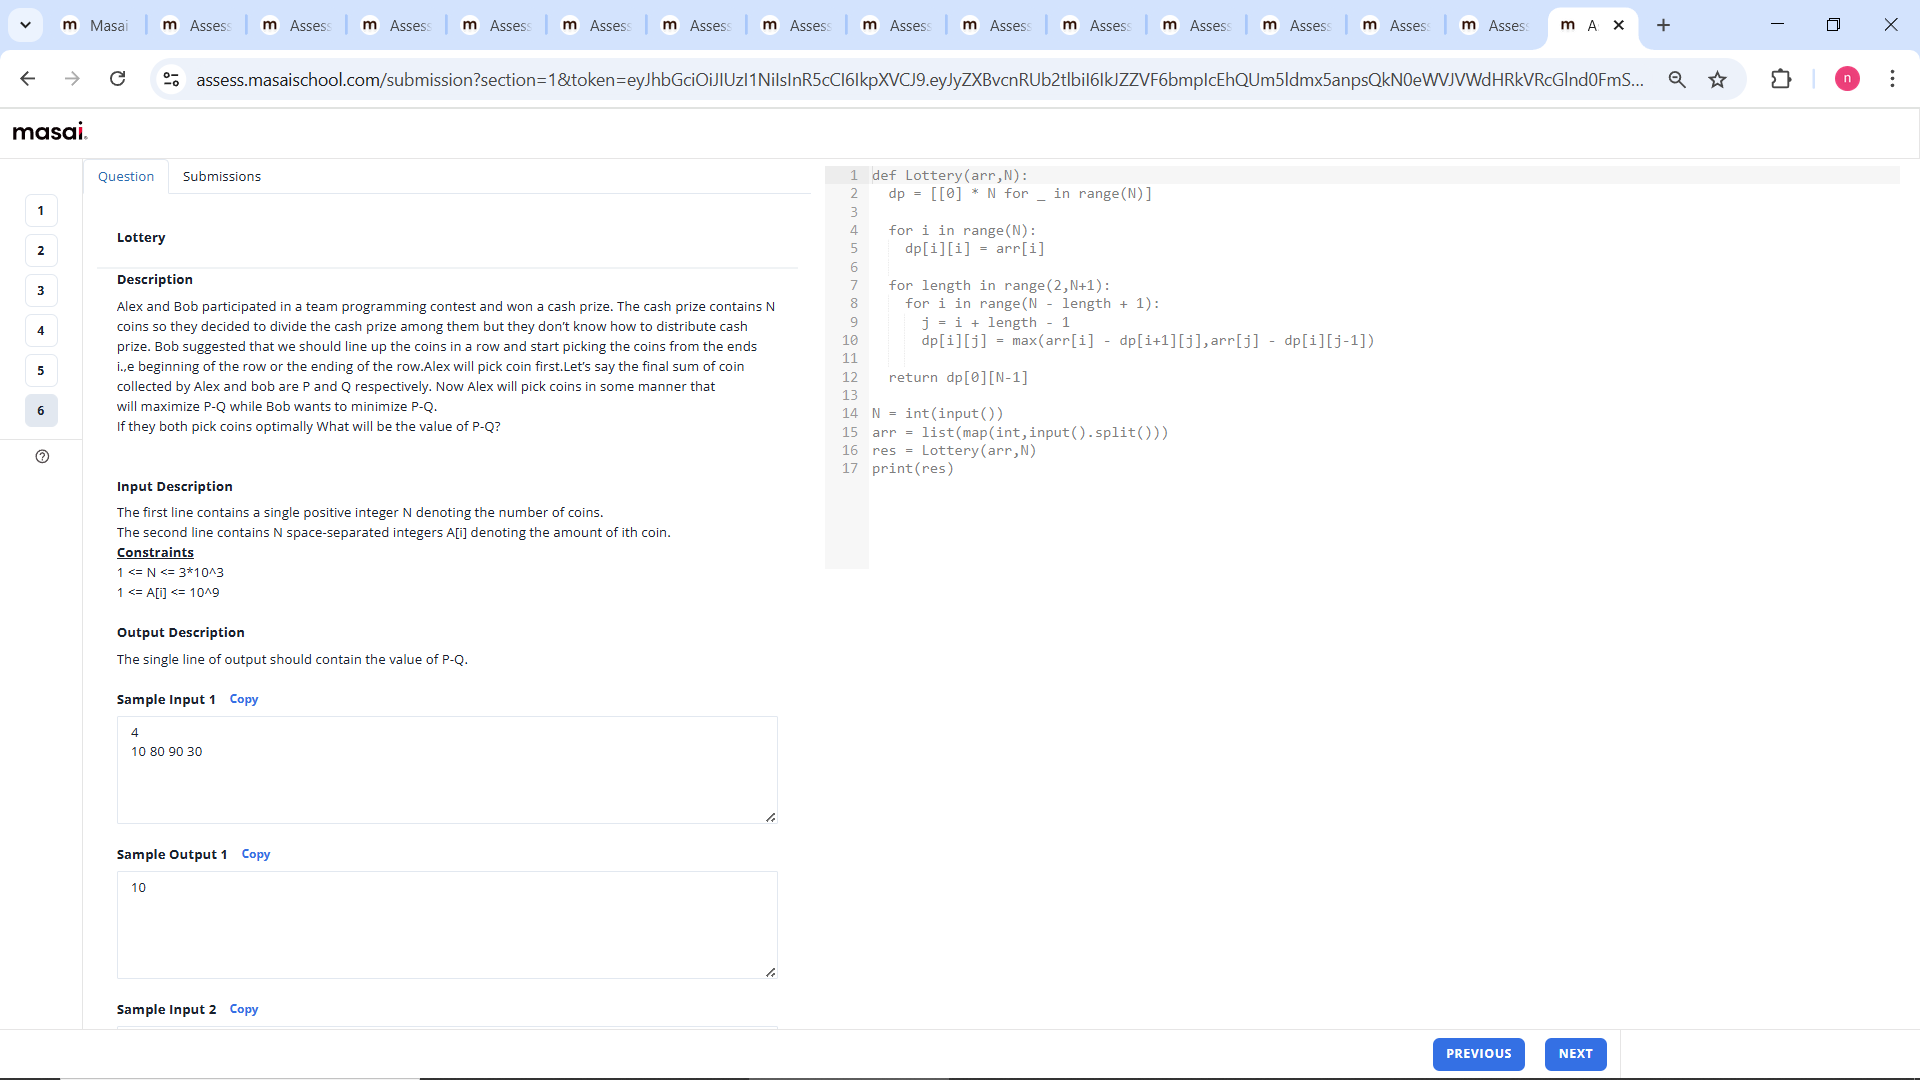 Masai
Assess
Assess
Assess
Assess
Assess
Assess
Assess
Assess
Assess
Assess
Assess
Assess
Assess
Assess
A
assess.masaischool.com/submission?section=1&token=eyJhbGciOiJIUzI1NiIsInR5cCI6IkpXVCJ9.eyJyZXBvcnRUb2tlbiI6IkJZZVF6bmpIcEhQUm5ldmx5anpsQkN0eWVJVWdHRkVRcGlnd0FmS...
n
masai.
1
2
3
4
5
6
Question Submissions
Lottery
Description
Alex and Bob participated in a team programming contest and won a cash prize. The cash prize contains N
coins so they decided to divide the cash prize among them but they don't know how to distribute cash
prize. Bob suggested that we should line up the coins in a row and start picking the coins from the ends
i.,e beginning of the row or the ending of the row.Alex will pick coin first.Let's say the final sum of coin
collected by Alex and bob are P and Q respectively. Now Alex will pick coins in some manner that
will maximize P-Q while Bob wants to minimize P-Q.
If they both pick coins optimally What will be the value of P-Q?
Input Description
The first line contains a single positive integer N denoting the number of coins.
The second line contains N space-separated integers A[i] denoting the amount of ith coin.
Constraints
1 <= N <= 3*10^3
1 <= A[i] <= 10^9
Output Description
The single line of output should contain the value of P-Q.
Sample Input 1 Copy
4
10 80 90 30
Sample Output 1 Copy
10
Sample Input 2 Copy
1 def Lottery(arr,N):
2 dp = [[0] * N for _ in range(N)]
3
4 for i in range(N):
5 dp[i][i] = arr[i]
6
7 for length in range(2,N+1):
8 for i in range(N - length + 1):
9 j = i + length - 1
10 dp[i][j] = max(arr[i] - dp[i+1][j],arr[j] - dp[i][j-1])
11
12 return dp[0][N-1]
13
14 N = int(input())
15 arr = list(map(int,input().split()))
16 res = Lottery(arr,N)
17 print(res)
PREVIOUS NEXT